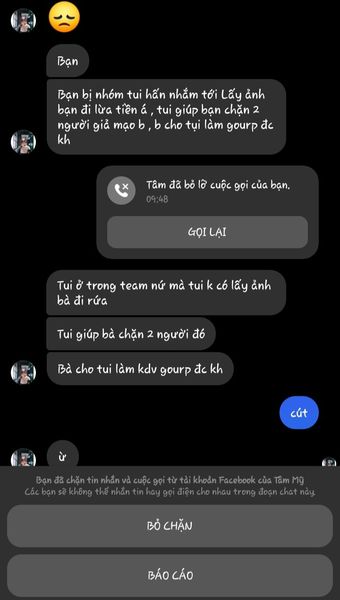 Bạn
Bạn bị nhóm tui hấn nhắm tới Lấy ảnh
bạn đi lừa tiền á , tui giúp bạn chặn 2
người giả mạo b , b cho tụi làm gourp đc
kh
Tâm đã bỏ lỡ cuộc gọi của bạn.
09:48
GỌI LẠI
Tui ở trong team nứ mà tui k có lấy ảnh
bà đi rứa
Tui giúp bà chặn 2 người đó
Bà cho tui làm kdv gourp đc kh
cút
ừ
Bạn đã chặn tin nhắn và cuộc gọi từ tài khoản Facebook của Tâm Mỹ
Các bạn sẽ không thể nhắn tin hay gọi điện cho nhau trong đoạn chat này.
BỎ CHẶN
BÁO CÁO